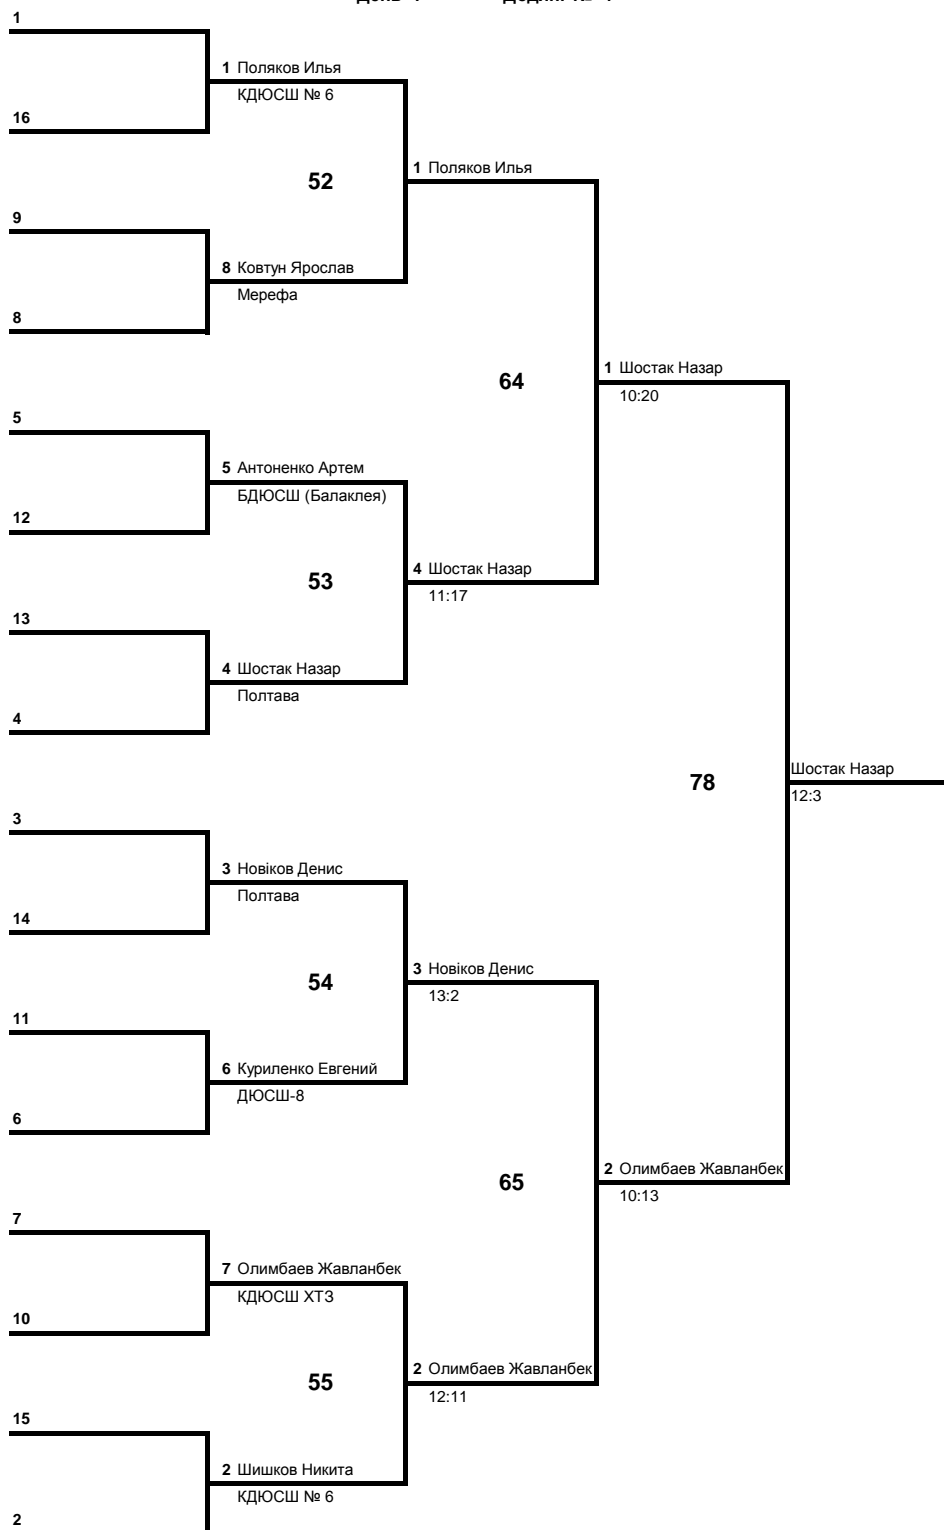 1
1 Поляков Илья
КДЮСШ № 6
16
1 Поляков Илья
52
9
8 Ковтун Ярослав
Мерефа
8
64
1 Шостак Назар
10:20
5
5 Антоненко Артем
БДЮСШ (Балаклея)
12
4 Шостак Назар
11:17
53
13
4 Шостак Назар
Полтава
4
78
Шостак Назар
12:3
3
3 Новіков Денис
Полтава
14
3 Новіков Денис
13:2
54
11
6 Куриленко Евгений
ДЮСШ-8
6
65
2 Олимбаев Жавланбек
10:13
7
7 Олимбаев Жавланбек
КДЮСШ ХТЗ
10
2 Олимбаев Жавланбек
12:11
55
15
2 Шишков Никита
КДЮСШ № 6
2